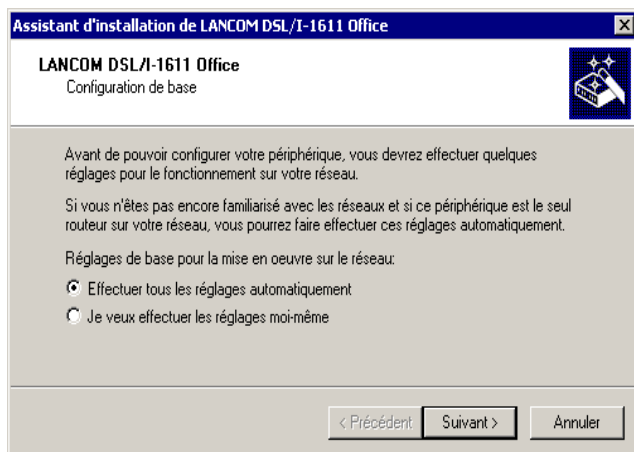 Assistant d'installation de LANCOM DSL/I-1611 Office
LANCOM DSL/I-1611 Office
Configuration de base
Avant de pouvoir configurer votre périphérique, vous devrez effectuer quelques
réglages pour le fonctionnement sur votre réseau.
Si vous n'êtes pas encore familiarisé avec les réseaux et si ce périphérique est le seul
routeur sur votre réseau, vous pourrez faire effectuer ces réglages automatiquement.
Réglages de base pour la mise en oeuvre sur le réseau:
Effectuer tous les réglages automatiquement
Je veux effectuer les réglages moi-même
< Précédent Suivant > Annuler